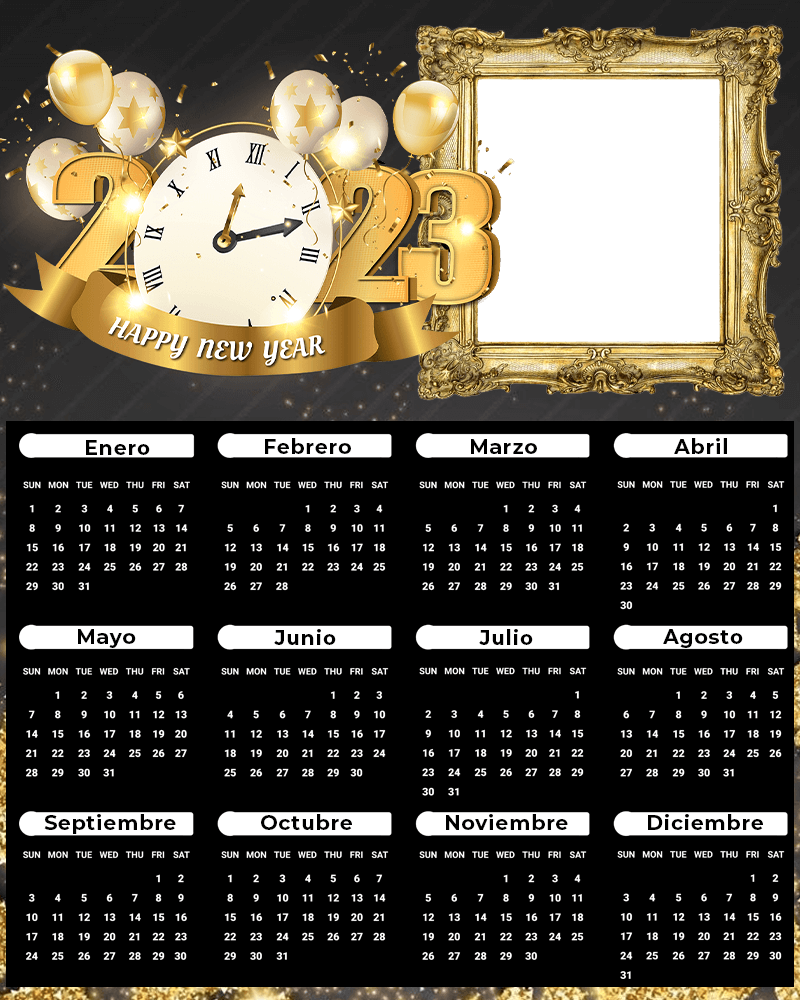 XII
I
II
III
IV
VIII
IX
X
XI
2 23
HAPPY NEW YEAR
Enero Febrero Marzo Abril
SUN MON TUE WED THU FRI SAT SUN MON TUE WED THU FRI SAT SUN MON TUE WED THU FRI SAT SUN MON TUE WED THU FRI SAT
1 2 3 4 5 6 7 1 2 3 4 1 2 3 4 1
8 9 10 11 12 13 14 5 6 7 8 9 10 11 5 6 7 8 9 10 11 2 3 4 5 6 7 8
15 16 17 18 19 20 21 12 13 14 15 16 17 18 12 13 14 15 16 17 18 9 10 11 12 13 14 15
22 23 24 25 26 27 28 19 20 21 22 23 24 25 19 20 21 22 23 24 25 16 17 18 19 20 21 22
29 30 31 26 27 28 26 27 28 29 30 31 23 24 25 26 27 28 29
30
Mayo Junio Julio Agosto
SUN MON TUE WED THU FRI SAT SUN MON TUE WED THU FRI SAT SUN MON TUE WED THU FRI SAT SUN MON TUE WED THU FRI SAT
1 2 3 4 5 6 1 2 3 1 1 2 3 4 5
7 8 9 10 11 12 13 4 5 6 7 8 9 10 2 3 4 5 6 7 8 6 7 8 9 10 11 12
14 15 16 17 18 19 20 11 12 13 14 15 16 17 9 10 11 12 13 14 15 13 14 15 16 17 18 19
21 22 23 24 25 26 27 18 19 20 21 22 23 24 16 17 18 19 20 21 22 20 21 22 23 24 25 26
28 29 30 31 25 26 27 28 29 30 23 24 25 26 27 28 29 27 28 29 30 31
30 31
Septiembre Octubre Noviembre Diciembre
SUN MON TUE WED THU FRI SAT SUN MON TUE WED THU FRI SAT SUN MON TUE WED THU FRI SAT SUN MON TUE WED THU FRI SAT
1 2 1 2 3 4 5 6 7 1 2 3 4 1 2
3 4 5 6 7 8 9 8 9 10 11 12 13 14 5 6 7 8 9 10 11 3 4 5 6 7 8 9
10 11 12 13 14 15 16 15 16 17 18 19 20 21 12 13 14 15 16 17 18 10 11 12 13 14 15 16
17 18 19 20 21 22 23 22 23 24 25 26 27 28 19 20 21 22 23 24 25 17 18 19 20 21 22 23
24 25 26 27 28 29 30 29 30 31 26 27 28 29 30 24 25 26 27 28 29 30
31